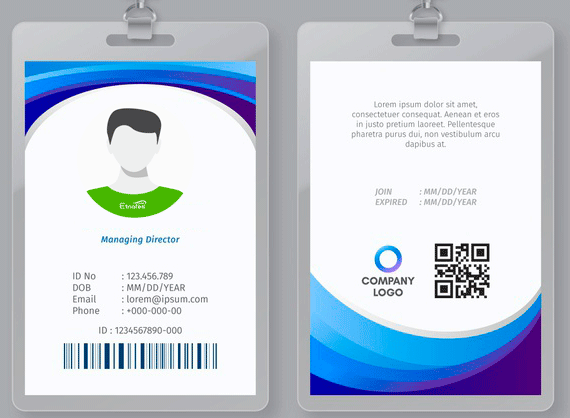 Etnafes
Managing Director
ID No : 123.456.789
DOB : MM/DD/YEAR
Email : lorem@ipsum.com
Phone : +000-000-00
ID : 1234567890-000
Lorem ipsum dolor sit amet,
consectetuer consequat. Aenean et eros
in justo pretium laoreet. Pellentesque
pharetra purus dui, non vestibulum arcu
dapibus at.
JOIN : MM/DD/YEAR
EXPIRED : MM/DD/YEAR
COMPANY
LOGO